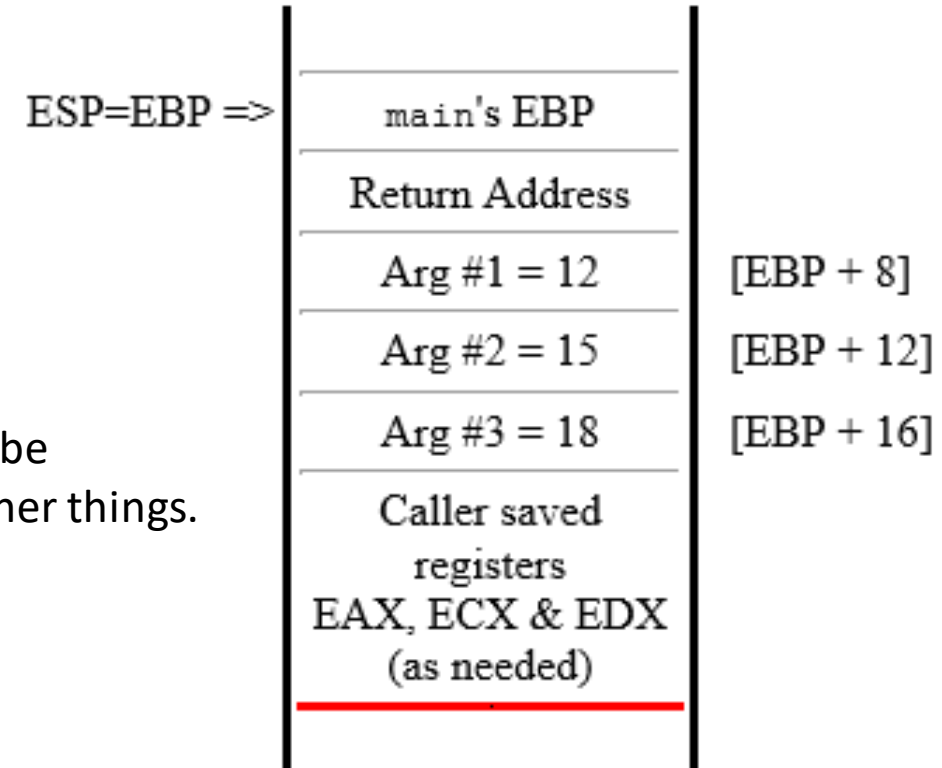 ESP=EBP => main's EBP
Return Address
Arg #1 = 12 [EBP + 8]
Arg #2 = 15 [EBP + 12]
Arg #3 = 18 [EBP + 16]
be
things.
Caller saved
registers
EAX, ECX & EDX
(as needed)